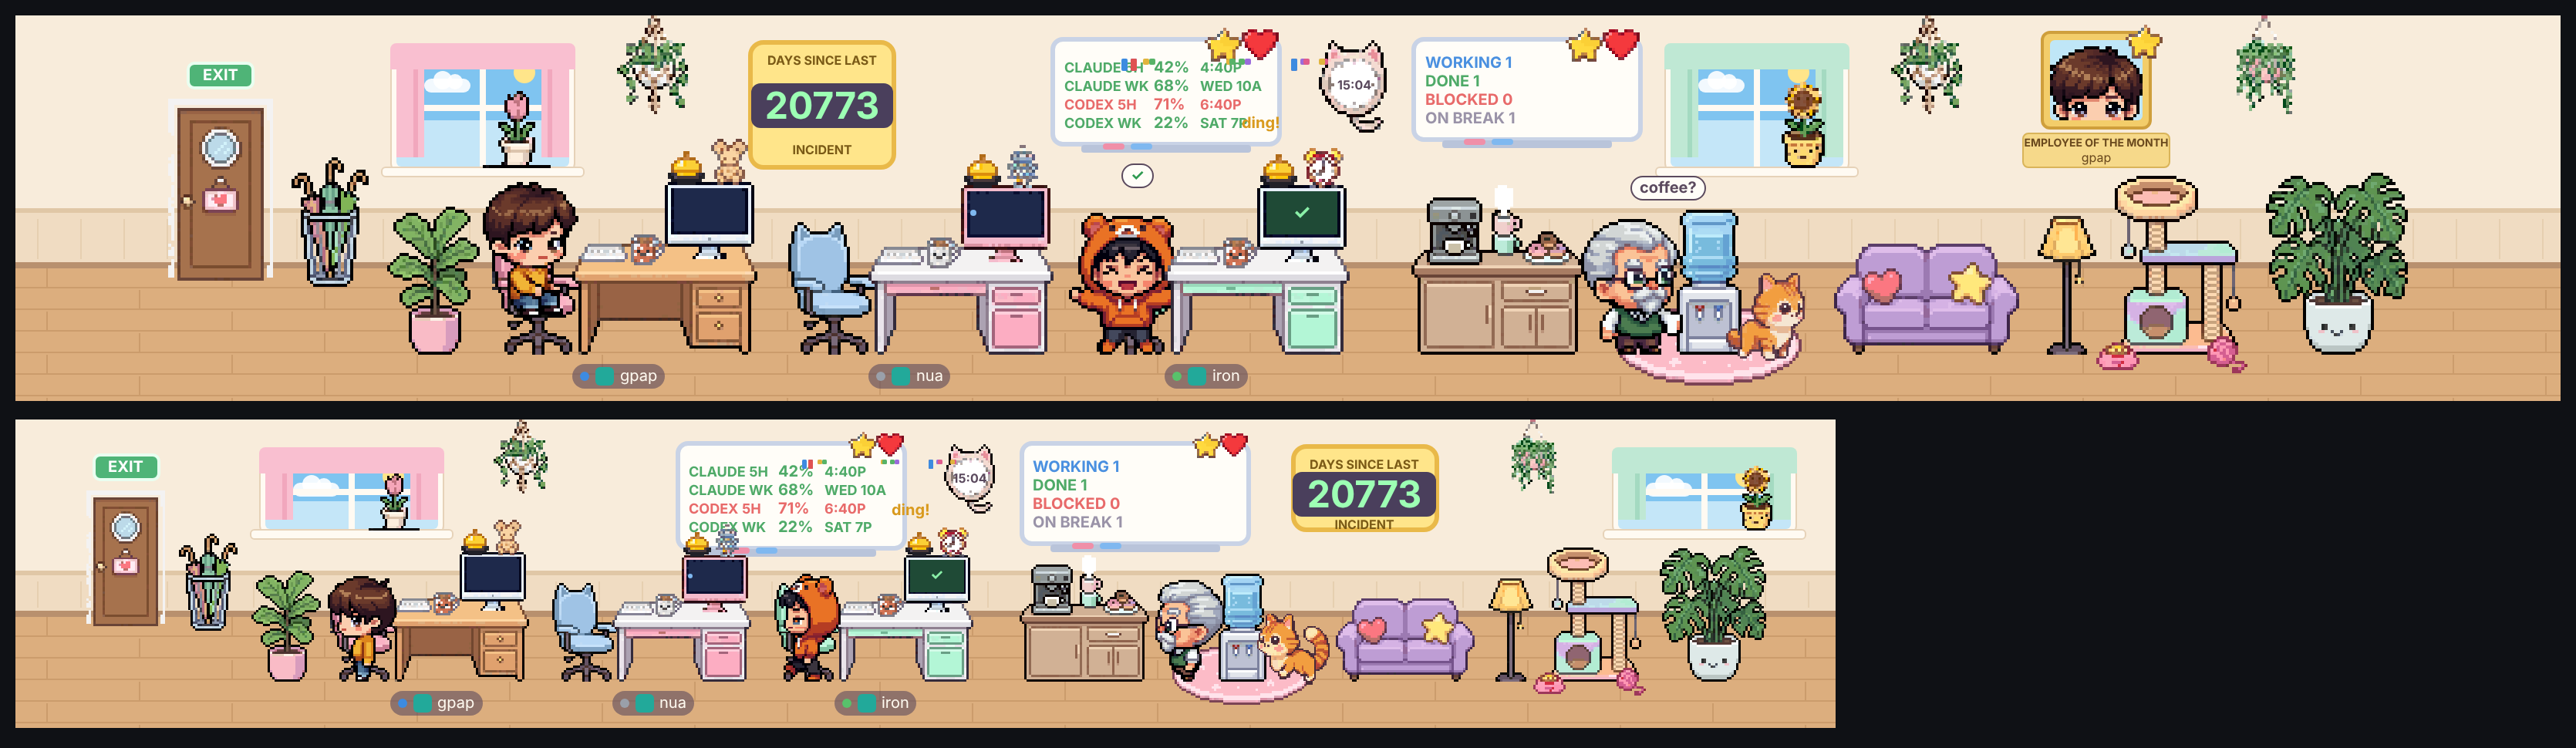 EXIT
DAYS SINCE LAST
20773
INCIDENT
CLAUDE 5H 42% 4:40P
CLAUDE WK 68% WED 10A
CODEX 5H 71% 6:40P
CODEX WK 22% SAT 7P
ding!
15:04
WORKING 1
DONE 1
BLOCKED 0
ON BREAK 1
coffee?
EMPLOYEE OF THE MONTH
gpap
gpap
nua
iron
EXIT
CLAUDE 5H 42% 4:40P
CLAUDE WK 68% WED 10A
CODEX 5H 71% 6:40P
CODEX WK 22% SAT 7P
ding!
15:04
WORKING 1
DONE 1
BLOCKED 0
ON BREAK 1
DAYS SINCE LAST
20773
INCIDENT
gpap
nua
iron